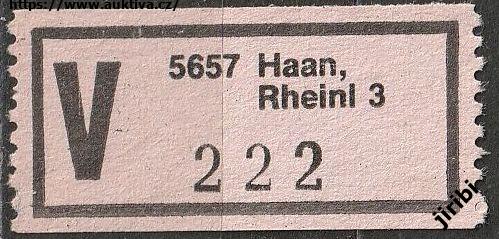 https://www.auktiva.cz/
V
5657 Haan,
Rheinl 3
222
jiribi